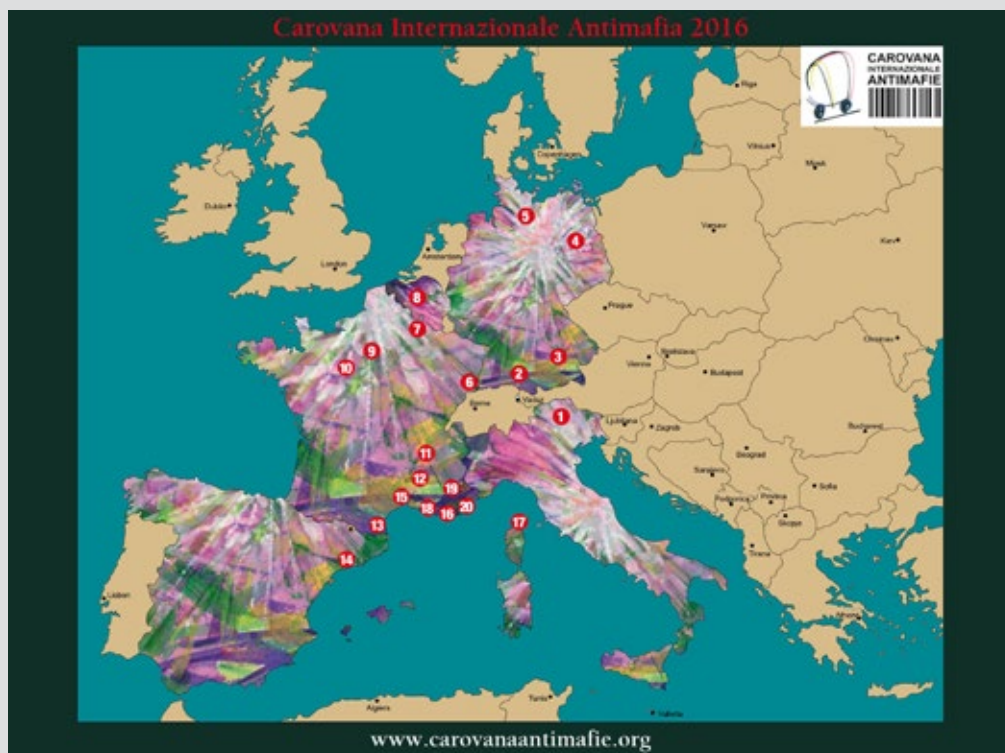 Carovana Internazionale Antimafia 2016
CAROVANA
INTERNAZIONALE
ANTIMAFIE
Riga
Copenhagen
Vilnius
Minsk
5
Dublin
4
Varsav
Kiev
Amsterdam
London
8
Prague
7
Chisinau
9
3
Bratislava
Vienna
10
2
Budapest
6
Vaduz
Berne
1
Ljubljana
Zagreb
Bucharest
11
Beograd
12
Sarajevo
19
Sofia
15
20
Podgorica
Pristina
18
16
17
Skopje
13
Tirana
14
Lisbon
Athens
Algiers
Tunis
Valletta
www.carovanaantimafie.org